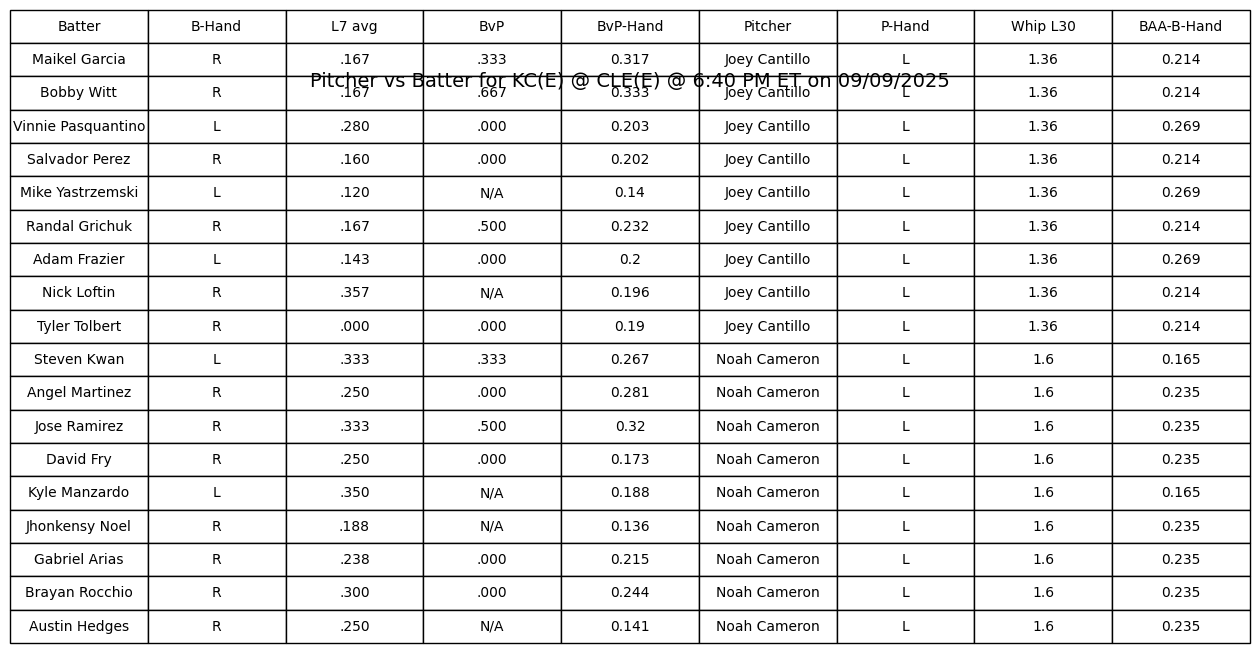 Batter B-Hand L7 avg BvP BvP-Hand Pitcher P-Hand Whip L30 BAA-B-Hand
Maikel Garcia R .167 .333 0.317 Joey Cantillo L 1.36 0.214
Pitcher vs Batter for KC(E) @ CLE(E) @ 6:40 PM ET on 09/09/2025
Bobby Witt R .167 .667 0.333 Joey Cantillo L 1.36 0.214
Vinnie Pasquantino L .280 .000 0.203 Joey Cantillo L 1.36 0.269
Salvador Perez R .160 .000 0.202 Joey Cantillo L 1.36 0.214
Mike Yastrzemski L .120 N/A 0.14 Joey Cantillo L 1.36 0.269
Randal Grichuk R .167 .500 0.232 Joey Cantillo L 1.36 0.214
Adam Frazier L .143 .000 0.2 Joey Cantillo L 1.36 0.269
Nick Loftin R .357 N/A 0.196 Joey Cantillo L 1.36 0.214
Tyler Tolbert R .000 .000 0.19 Joey Cantillo L 1.36 0.214
Steven Kwan L .333 .333 0.267 Noah Cameron L 1.6 0.165
Angel Martinez R .250 .000 0.281 Noah Cameron L 1.6 0.235
Jose Ramirez R .333 .500 0.32 Noah Cameron L 1.6 0.235
David Fry R .250 .000 0.173 Noah Cameron L 1.6 0.235
Kyle Manzardo L .350 N/A 0.188 Noah Cameron L 1.6 0.165
Jhonkensy Noel R .188 N/A 0.136 Noah Cameron L 1.6 0.235
Gabriel Arias R .238 .000 0.215 Noah Cameron L 1.6 0.235
Brayan Rocchio R .300 .000 0.244 Noah Cameron L 1.6 0.235
Austin Hedges R .250 N/A 0.141 Noah Cameron L 1.6 0.235